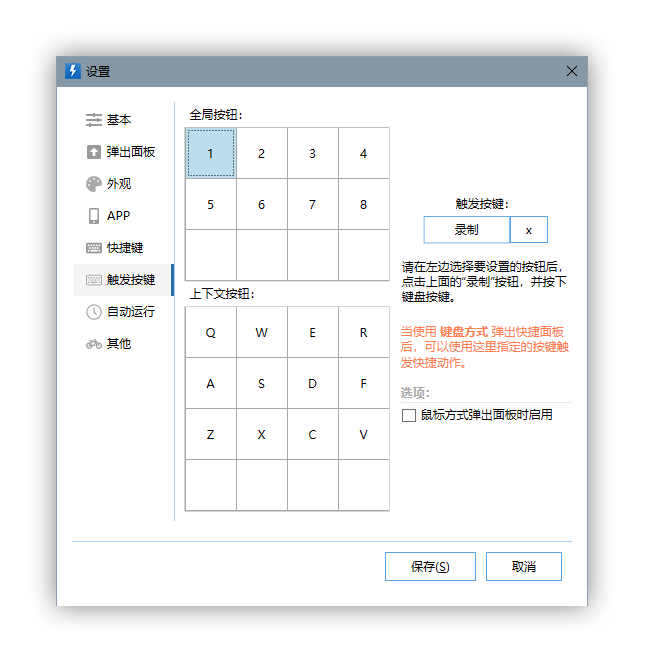 设置
基本
弹出面板
外观
APP
快捷键
触发按键
自动运行
其他
全局按钮：
1 2 3 4
5 6 7 8
上下文按钮：
Q W E R
A S D F
Z X C V
触发按键：
录制 x
请在左边选择要设置的按钮后，
点击上面的“录制”按钮，并按下
键盘按键。
当使用 键盘方式 弹出快捷面板
后，可以使用这里指定的按键触
发快捷动作。
选项：
鼠标方式弹出面板时启用
保存(S) 取消